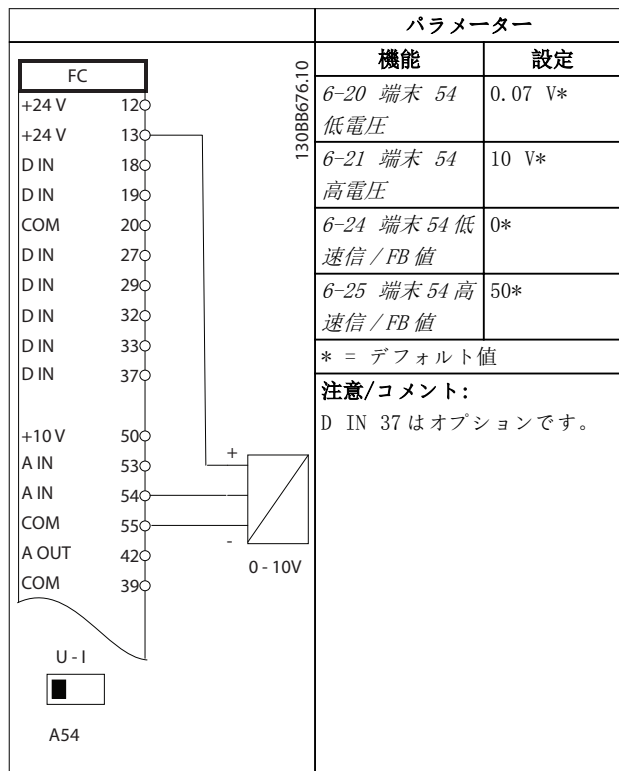 パラメーター
機能 設定
6-20 端末 54
低電圧
0.07 V*
6-21 端末 54
高電圧
10 V*
6-24 端末 54 低
速信 / FB 値
0*
6-25 端末 54 高
速信 / FB 値
50*
* = デフォルト値
注意/コメント:
D IN 37 はオプションです。
130BB676.10
FC
+24 V 12
+24 V 13
D IN 18
D IN 19
COM 20
D IN 27
D IN 29
D IN 32
D IN 33
D IN 37
+10 V 50
A IN 53
A IN 54
COM 55
A OUT 42
COM 39
+
-
0 - 10V
U - I
A54